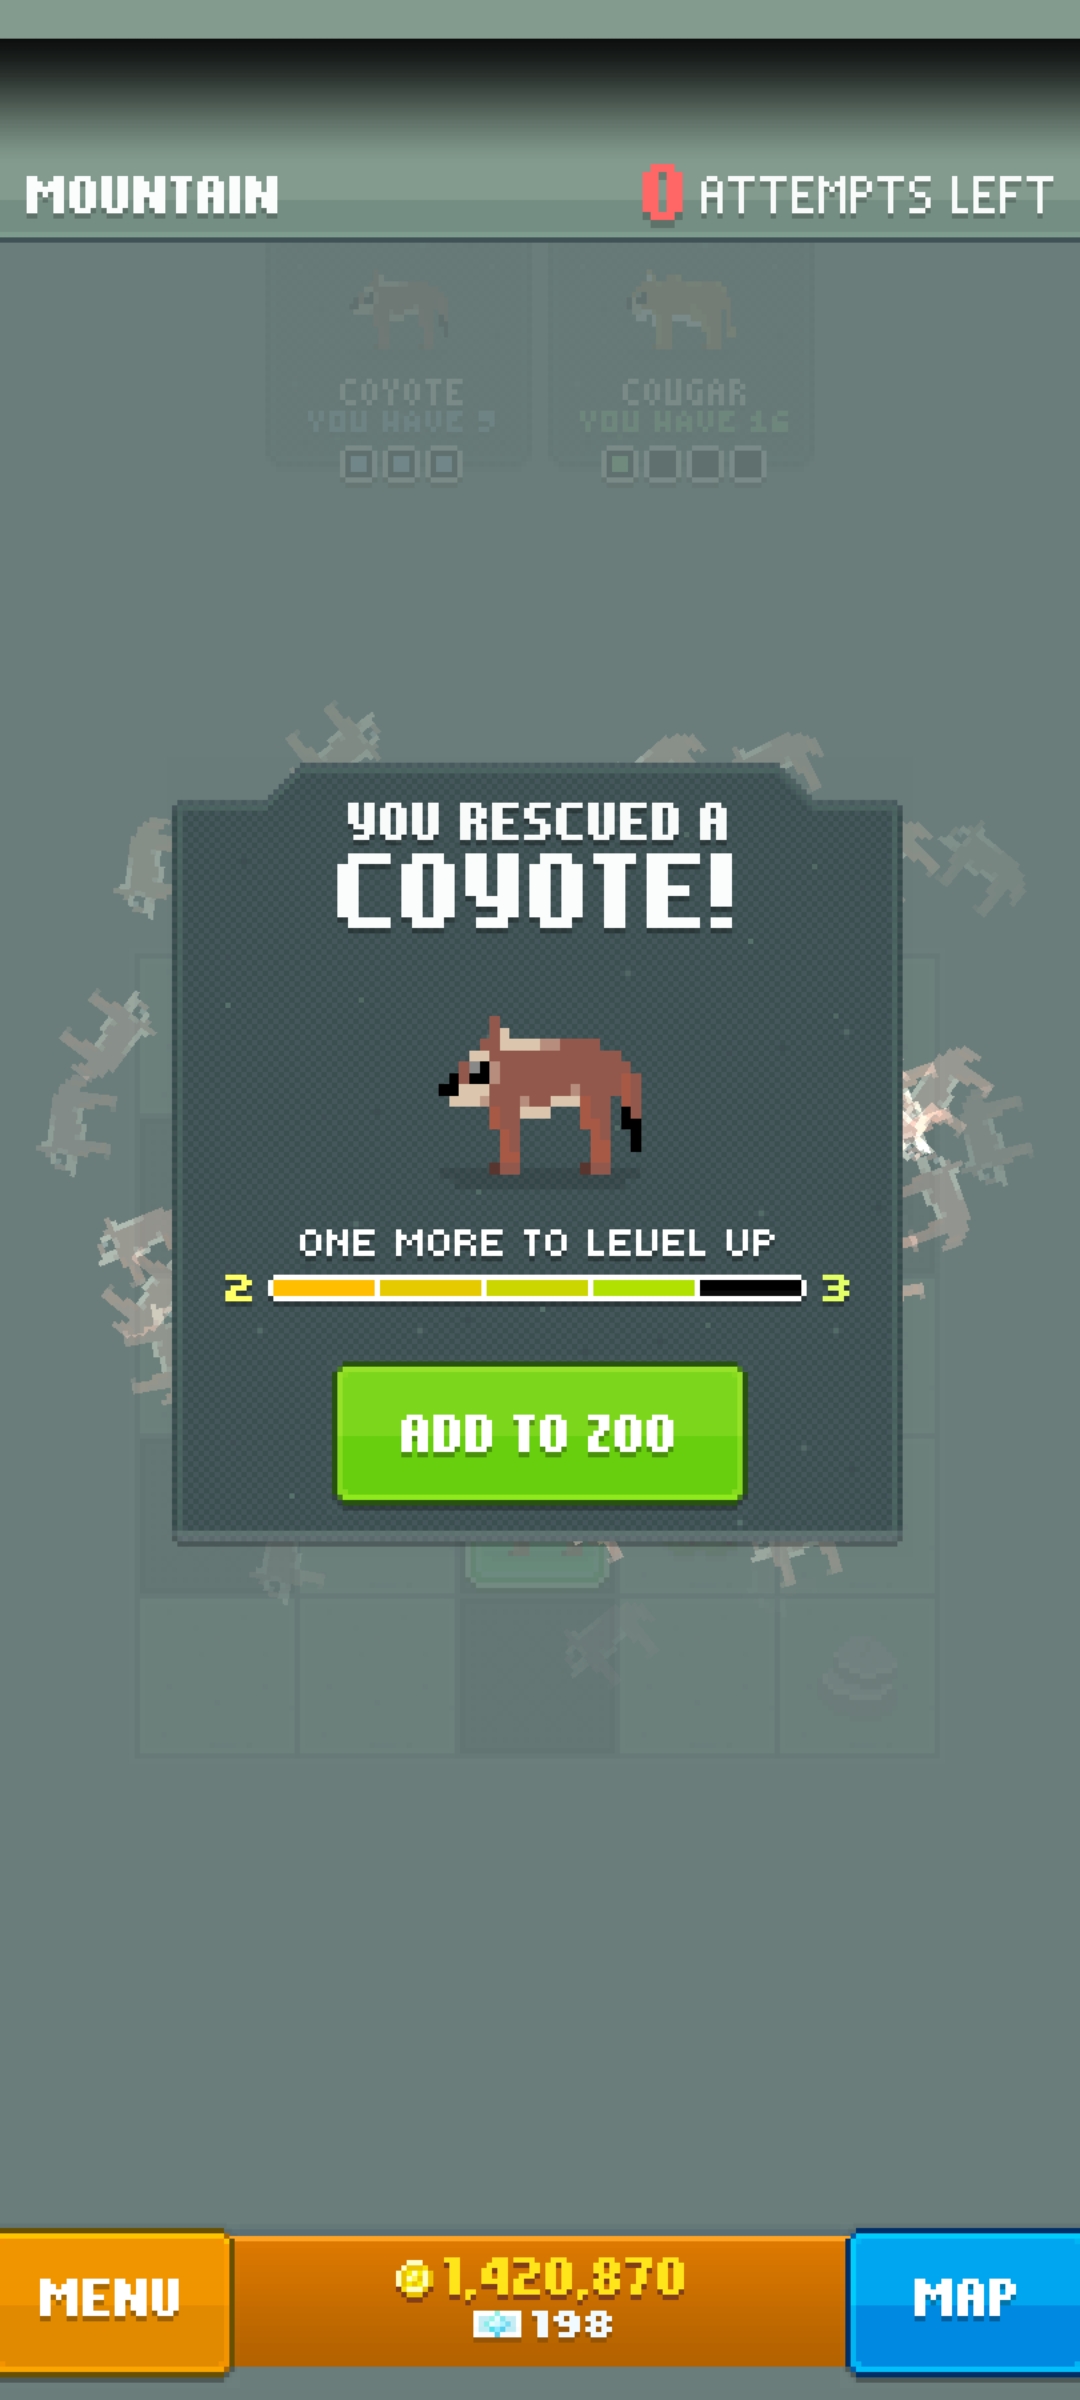 MOUNTAIN
0 ATTEMPTS LEFT
COYOTE
YOU HAVE 9
COUGAR
YOU HAVE 16
YOU RESCUED A
COYOTE!
ONE MORE TO LEVEL UP
2
3
ADD TO ZOO
MENU
1,420,870
198
MAP